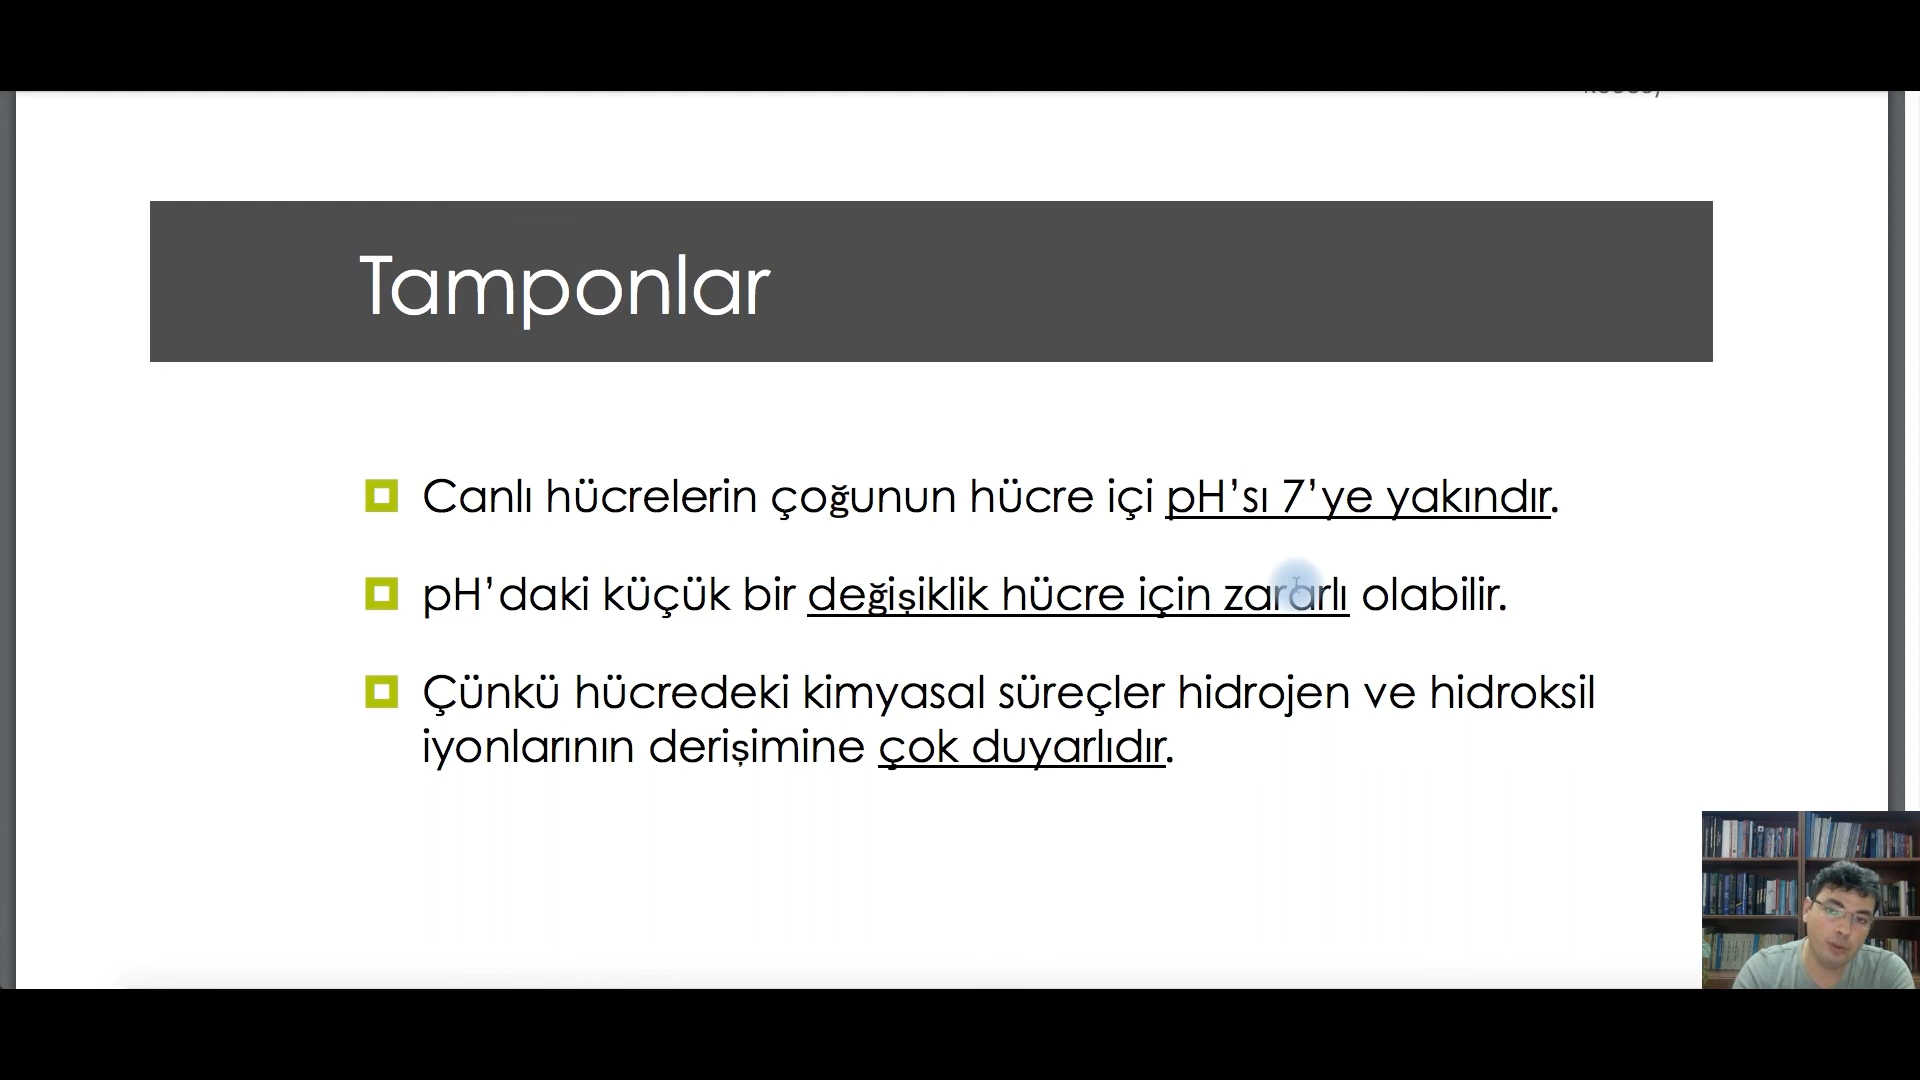 Tamponlar
Canlı hücrelerin çoğunun hücre içi pH’sı 7’ye yakındır.
pH’daki küçük bir değişiklik hücre için zararlı olabilir.
Çünkü hücredeki kimyasal süreçler hidrojen ve hidroksil
iyonlarının derişimine çok duyarlıdır.